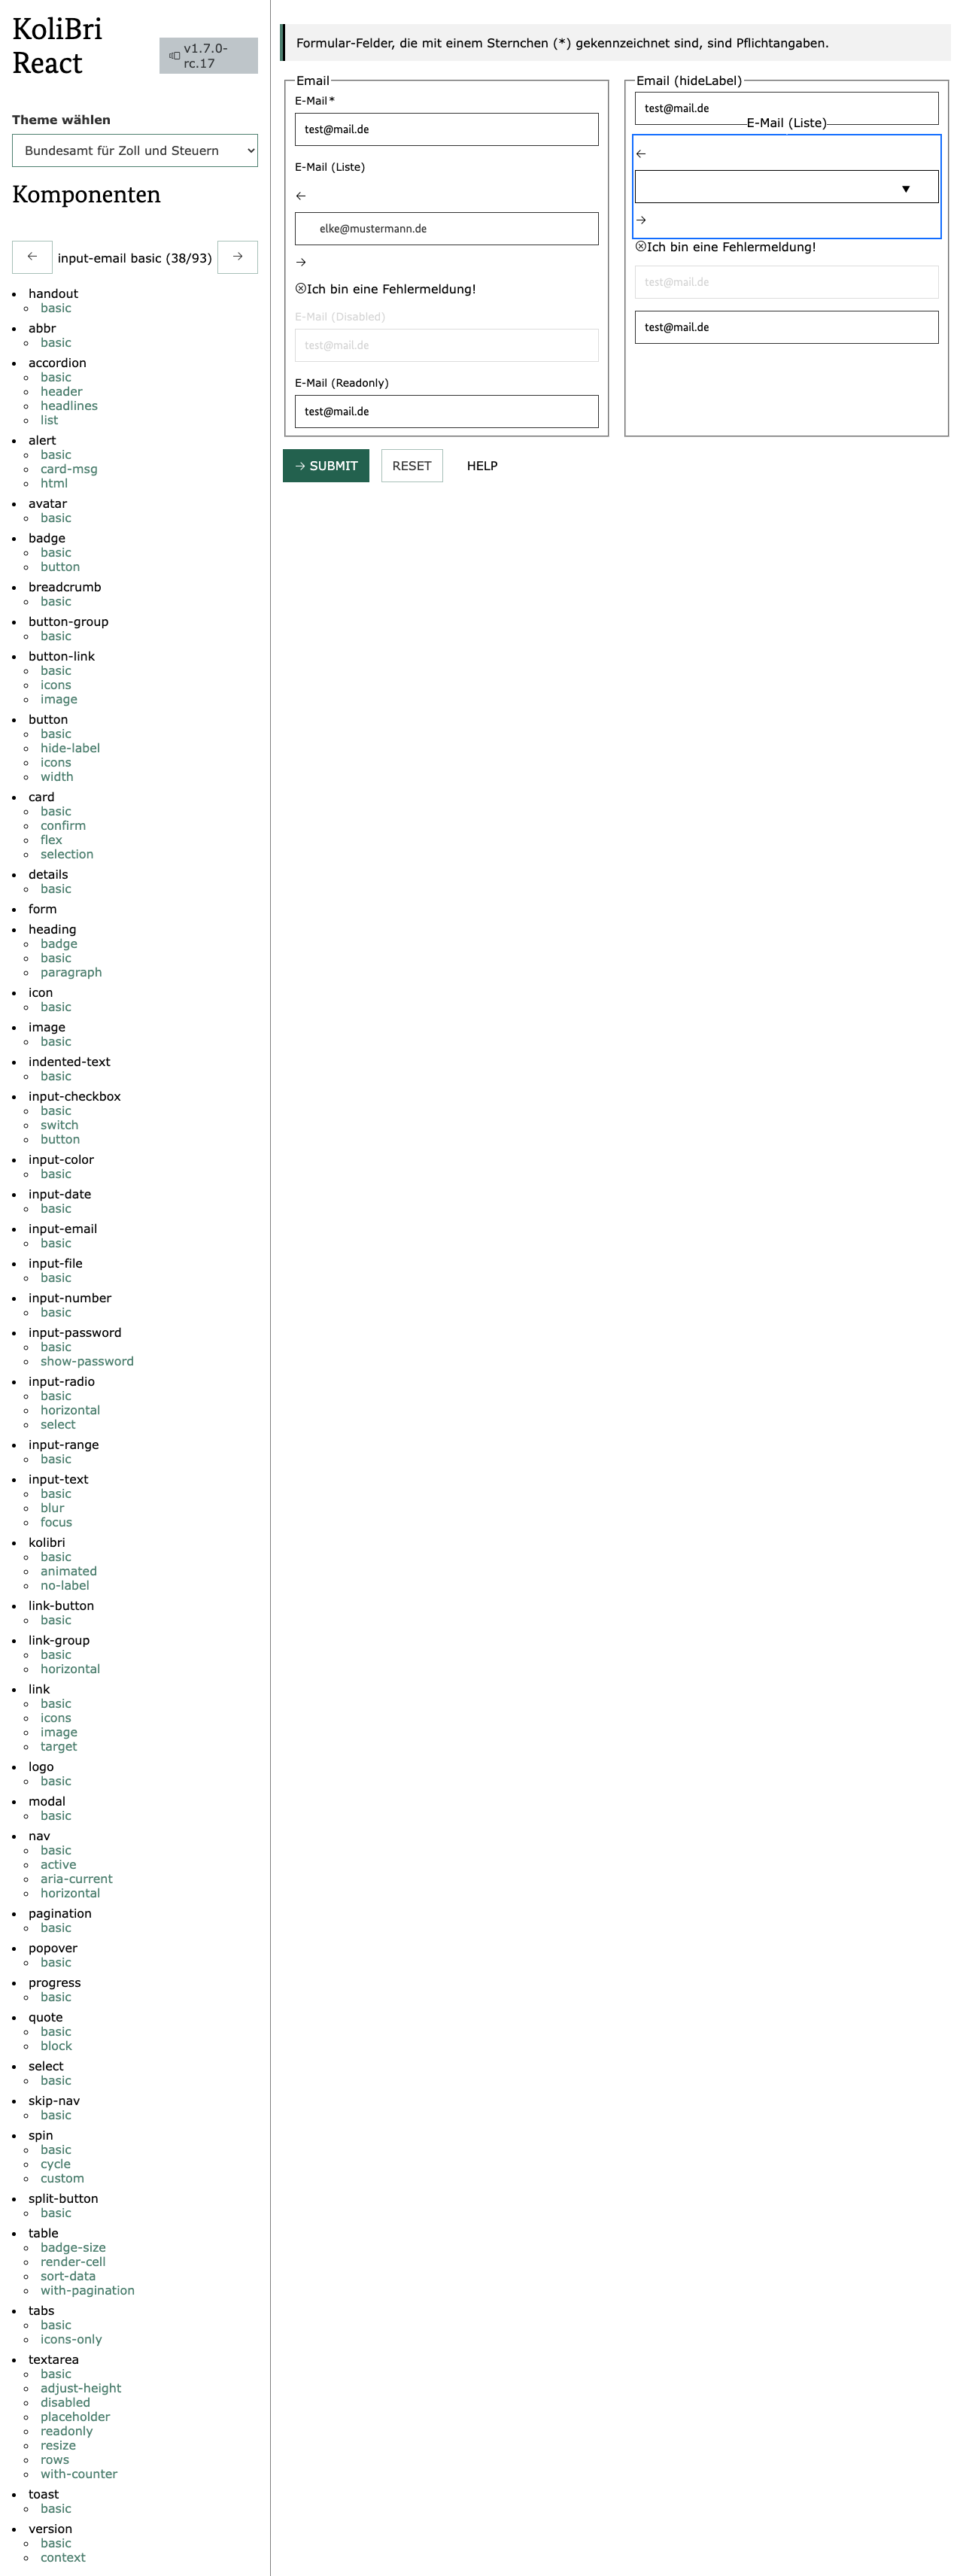 KoliBri
React
v1.7.0-
rc.17
Theme wählen
Bundesamt für Zoll und Steuern
Komponenten
input-email basic (38/93)
handout
basic
abbr
basic
accordion
basic
header
headlines
list
alert
basic
card-msg
html
avatar
basic
badge
basic
button
breadcrumb
basic
button-group
basic
button-link
basic
icons
image
button
basic
hide-label
icons
width
card
basic
confirm
flex
selection
details
basic
form
heading
badge
basic
paragraph
icon
basic
image
basic
indented-text
basic
input-checkbox
basic
switch
button
input-color
basic
input-date
basic
input-email
basic
input-file
basic
input-number
basic
input-password
basic
show-password
input-radio
basic
horizontal
select
input-range
basic
input-text
basic
blur
focus
kolibri
basic
animated
no-label
link-button
basic
link-group
basic
horizontal
link
basic
icons
image
target
logo
basic
modal
basic
nav
basic
active
aria-current
horizontal
pagination
basic
popover
basic
progress
basic
quote
basic
block
select
basic
skip-nav
basic
spin
basic
cycle
custom
split-button
basic
table
badge-size
render-cell
sort-data
with-pagination
tabs
basic
icons-only
textarea
basic
adjust-height
disabled
placeholder
readonly
resize
rows
with-counter
toast
basic
version
basic
context
Formular-Felder, die mit einem Sternchen (*) gekennzeichnet sind, sind Pflichtangaben.
Email
E-Mail*
test@mail.de
E-Mail (Liste)
elke@mustermann.de
Ich bin eine Fehlermeldung!
E-Mail (Disabled)
test@mail.de
E-Mail (Readonly)
test@mail.de
Email (hideLabel)
test@mail.de
E-Mail (Liste)
Ich bin eine Fehlermeldung!
test@mail.de
test@mail.de
SUBMIT
RESET
HELP